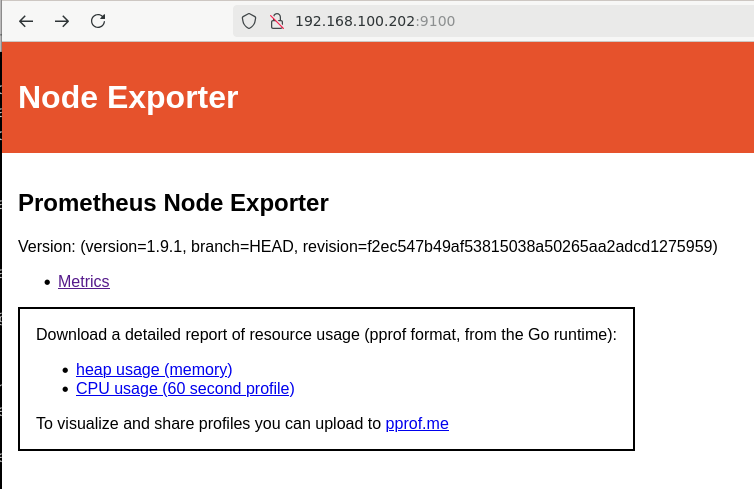 192.168.100.202:9100
Node Exporter
Prometheus Node Exporter
Version: (version=1.9.1, branch=HEAD, revision=f2ec547b49af53815038a50265aa2adcd1275959)
Metrics
Download a detailed report of resource usage (pprof format, from the Go runtime):
heap usage (memory)
CPU usage (60 second profile)
To visualize and share profiles you can upload to pprof.me